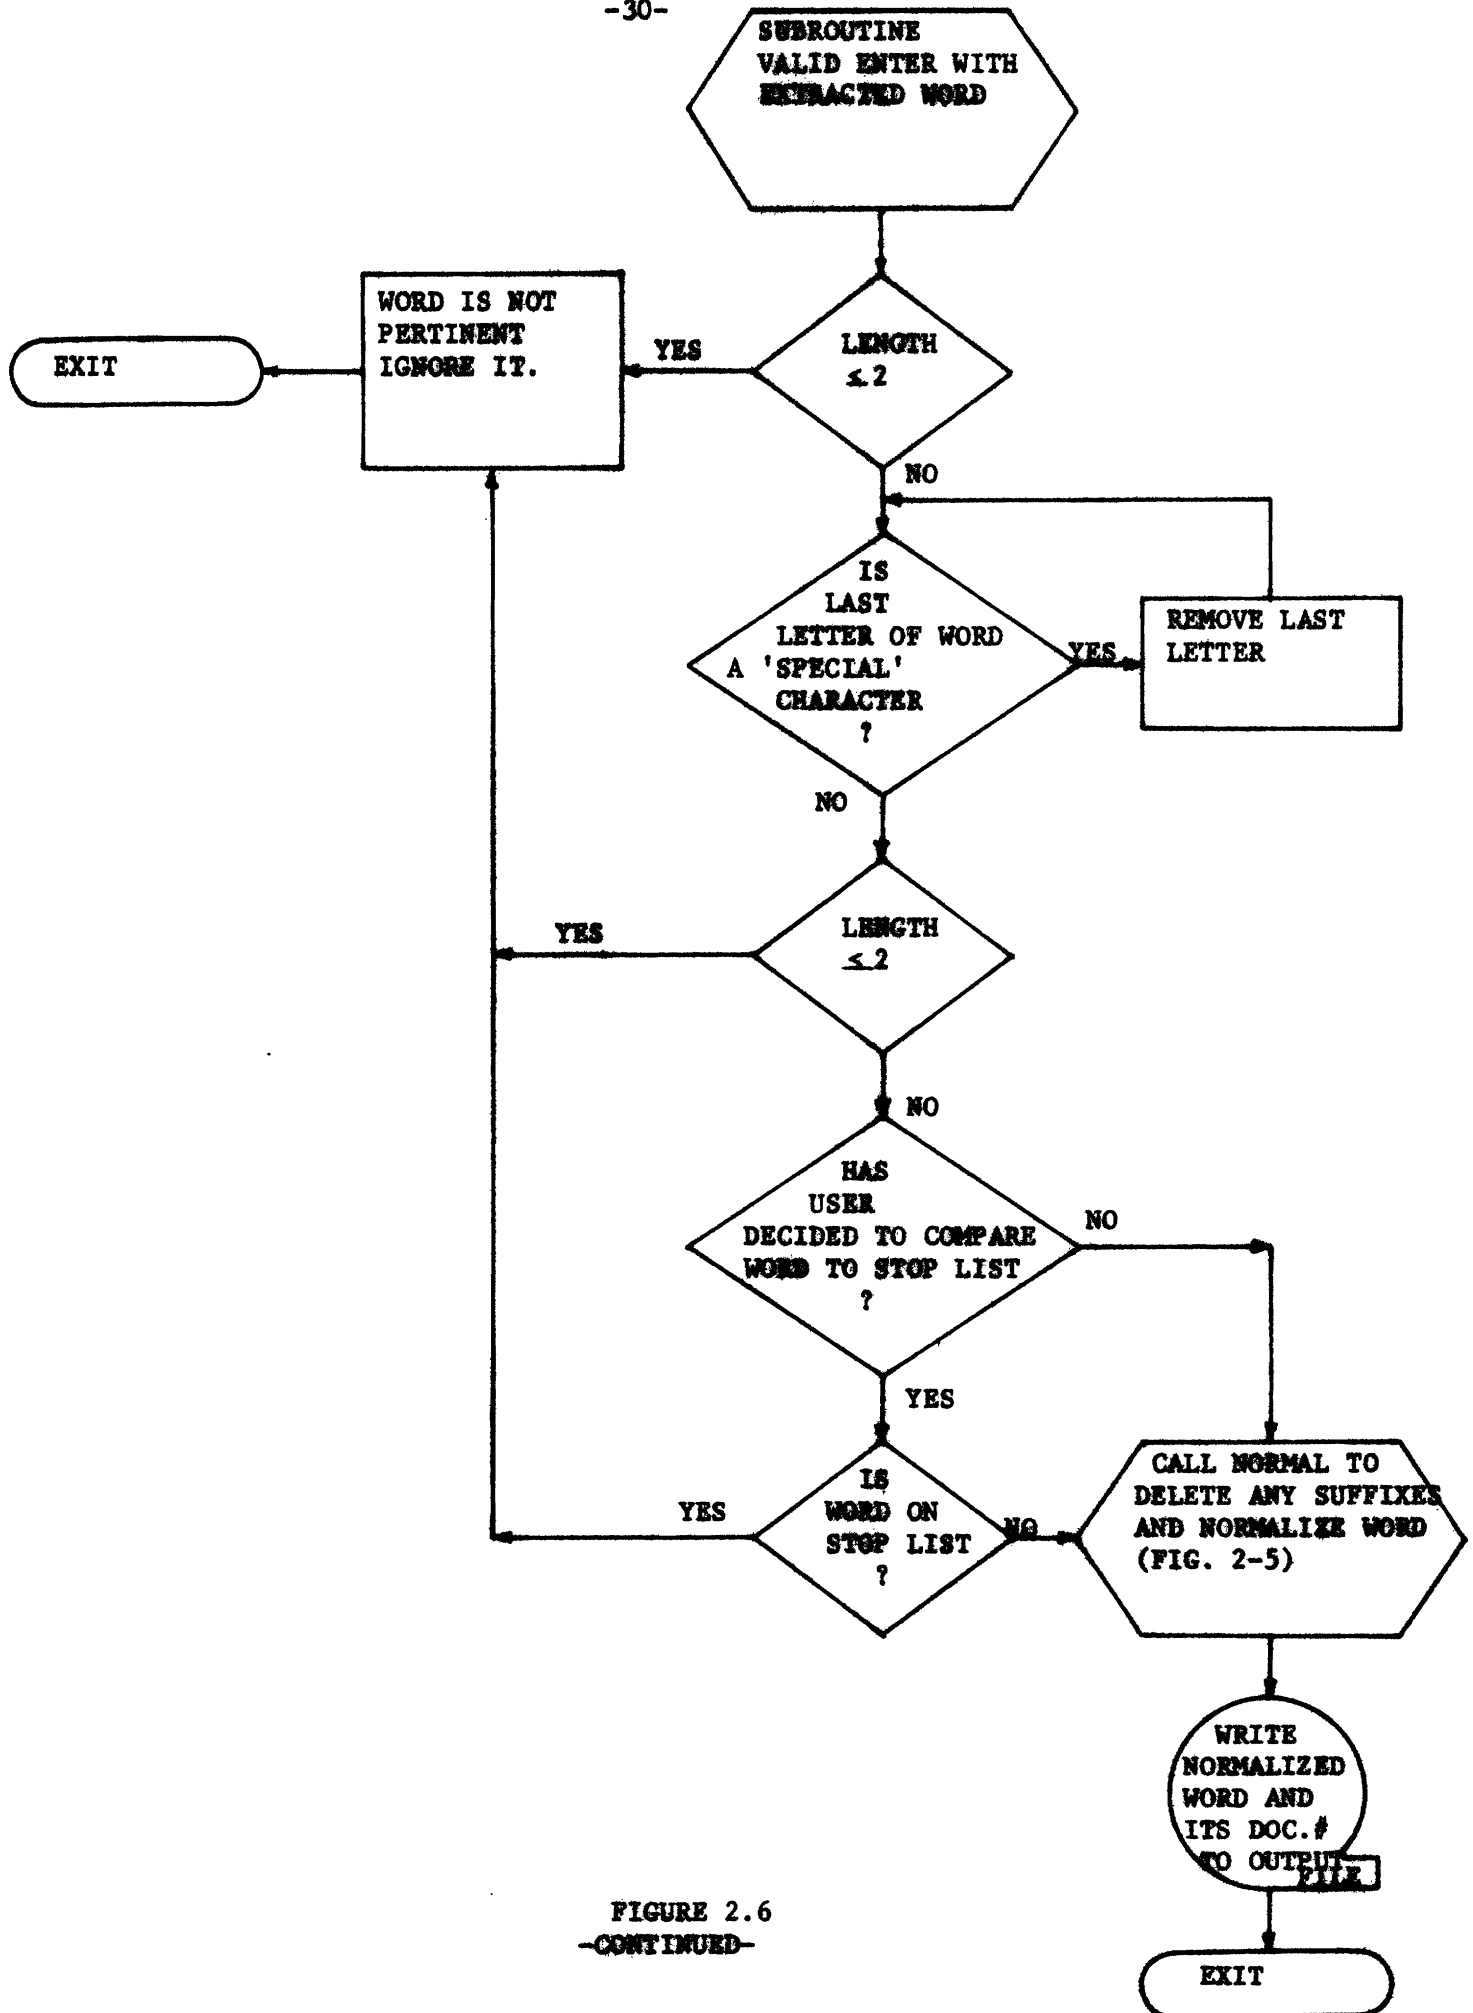 -30-
SUBROUTINE
VALID ENTER WITH
EXTRACTED WORD
LENGTH
≤ 2
YES
WORD IS NOT
PERTINENT
IGNORE IT.
EXIT
NO
IS
LAST
LETTER OF WORD
A 'SPECIAL'
CHARACTER
?
YES
REMOVE LAST
LETTER
NO
LENGTH
≤ 2
YES
NO
HAS
USER
DECIDED TO COMPARE
WORD TO STOP LIST
?
NO
YES
IS
WORD ON
STOP LIST
?
YES
NO
CALL NORMAL TO
DELETE ANY SUFFIXES
AND NORMALIZE WORD
(FIG. 2-5)
WRITE
NORMALIZED
WORD AND
ITS DOC.#
TO OUTPUT
FILE
EXIT
FIGURE 2.6
-CONTINUED-